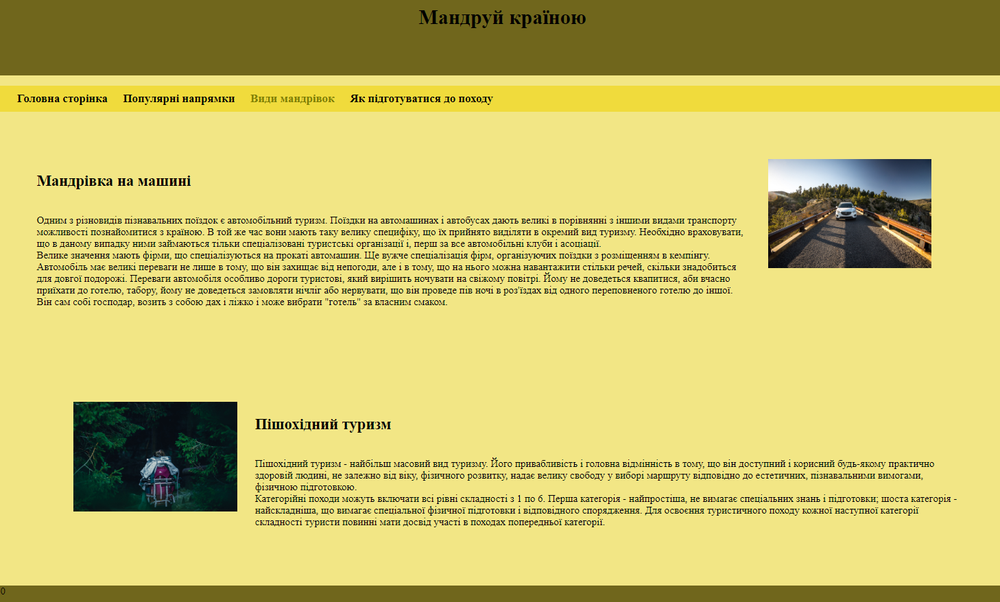 Мандруй країною
Головна сторінка Популярні напрямки Види мандрівок Як підготуватися до походу
Мандрівка на машині
Одним з різновидів пізнавальних поїздок є автомобільний туризм. Поїздки на автомашинах і автобусах дають великі в порівнянні з іншими видами транспорту
можливості познайомитися з країною. В той же час вони мають таку велику специфіку, що їх прийнято виділяти в окремий вид туризму. Необхідно враховувати,
що в даному випадку ними займаються тільки спеціалізовані туристські організації і, перш за все автомобільні клуби і асоціації.
Велике значення мають фірми, що спеціалізуються на прокаті автомашин. Ще вужче спеціалізація фірм, організуючих поїздки з розміщенням в кемпінгу.
Автомобіль має великі переваги не лише в тому, що він захищає від непогоди, але і в тому, що на нього можна навантажити стільки речей, скільки знадобиться
для довгої подорожі. Переваги автомобіля особливо дороги туристові, який вирішить ночувати на свіжому повітрі. Йому не доведеться квапитися, аби вчасно
приїхати до готелю, табору, йому не доведеться замовляти нічліг або нервувати, що він проведе пів ночі в роз'їздах від одного переповненого готелю до іншої.
Він сам собі господар, возить з собою дах і ліжко і може вибрати "готель" за власним смаком.
Пішохідний туризм
Пішохідний туризм - найбільш масовий вид туризму. Його привабливість і головна відмінність в тому, що він доступний і корисний будь-якому практично
здоровій людині, не залежно від віку, фізичного розвитку, надає велику свободу у виборі маршруту відповідно до естетичних, пізнавальними вимогами,
фізичною підготовкою.
Категорійні походи можуть включати всі рівні складності з 1 по 6. Перша категорія - найпростіша, не вимагає спеціальних знань і підготовки; шоста категорія -
найскладніша, що вимагає спеціальної фізичної підготовки і відповідного спорядження. Для освоєння туристичного походу кожної наступної категорії
складності туристи повинні мати досвід участі в походах попередньої категорії.
0